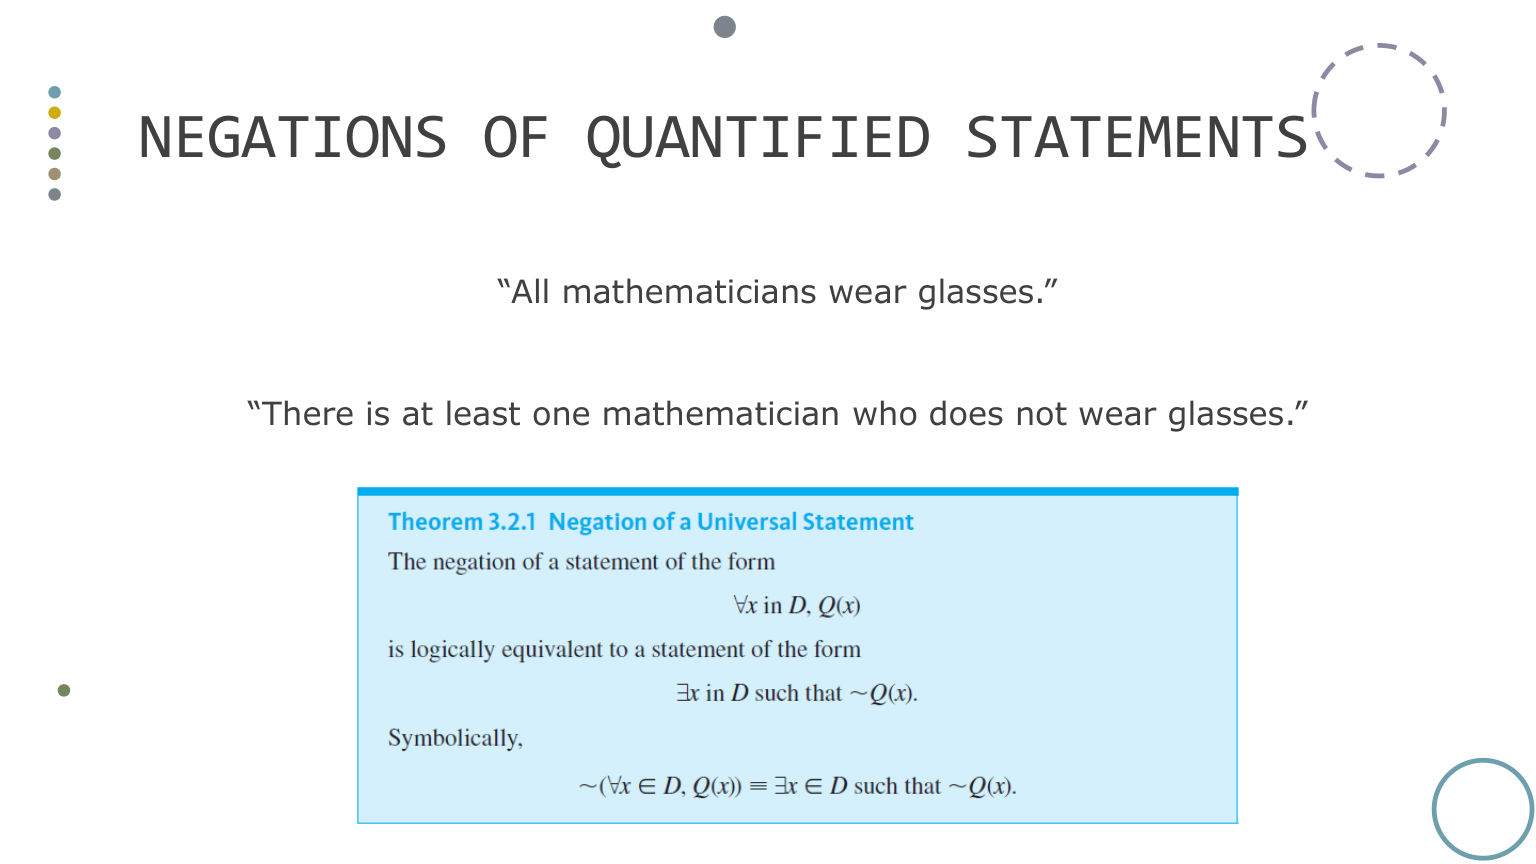 NEGATIONS OF QUANTIFIED STATEMENTS
“All mathematicians wear glasses.”
“There is at least one mathematician who does not wear glasses.”
Theorem 3.2.1 Negation of a Universal Statement
The negation of a statement of the form
∀x in D, Q(x)
is logically equivalent to a statement of the form
∃x in D such that ~Q(x).
Symbolically,
~(∀x ∈ D, Q(x)) ≡ ∃x ∈ D such that ~Q(x).